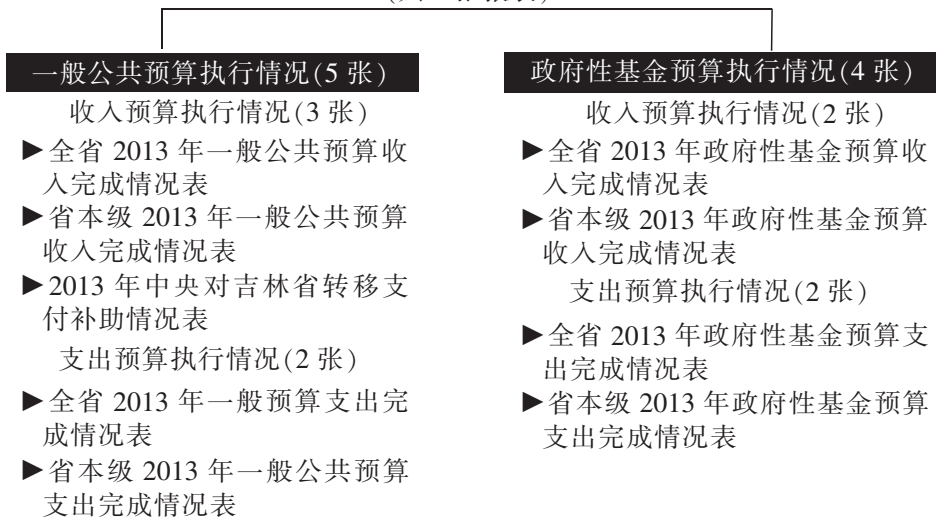 一般公共预算执行情况(5 张)
收入预算执行情况(3 张)
▶全省 2013 年一般公共预算收
入完成情况表
▶省本级 2013 年一般公共预算
收入完成情况表
▶2013 年中央对吉林省转移支
付补助情况表
支出预算执行情况(2 张)
▶全省 2013 年一般预算支出完
成情况表
▶省本级 2013 年一般公共预算
支出完成情况表
政府性基金预算执行情况(4 张)
收入预算执行情况(2 张)
▶全省 2013 年政府性基金预算收
入完成情况表
▶省本级 2013 年政府性基金预算
收入完成情况表
支出预算执行情况(2 张)
▶全省 2013 年政府性基金预算支
出完成情况表
▶省本级 2013 年政府性基金预算
支出完成情况表